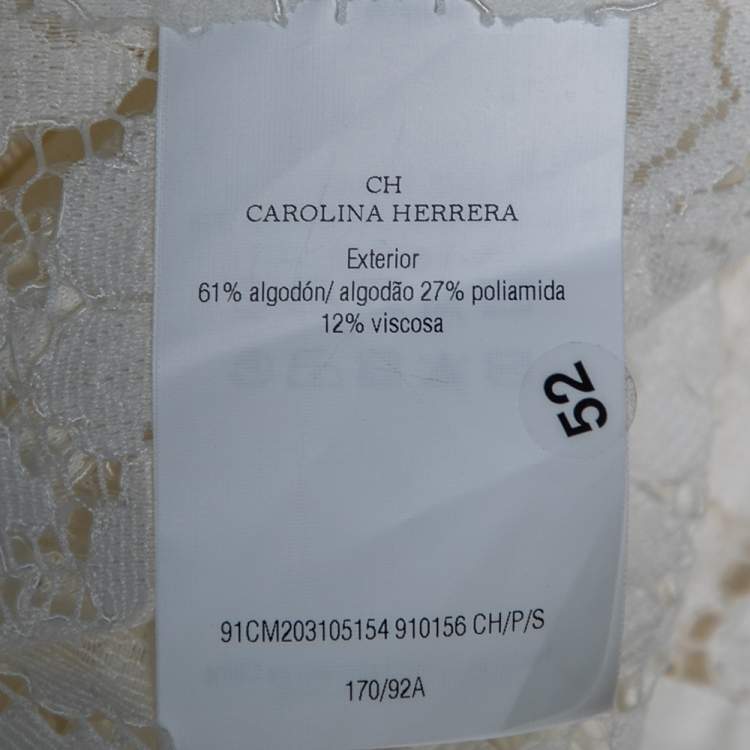 CH
CAROLINA HERRERA
Exterior
61% algodón/ algodão 27% poliamida
12% viscosa
52
91CM203105154 910156 CH/P/S
170/92A